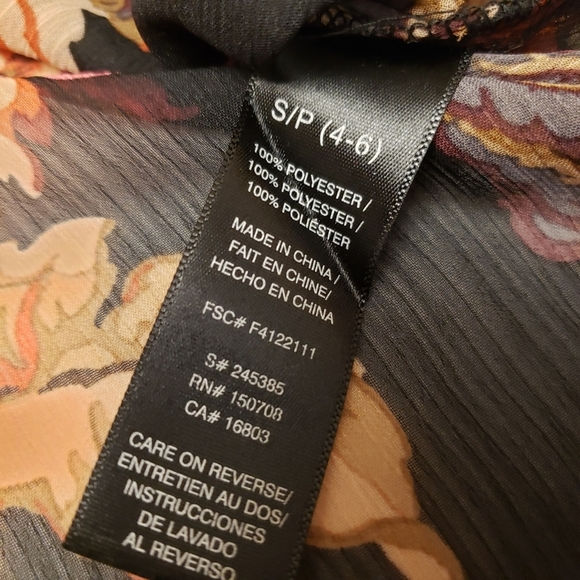 S/P (4-6)
100% POLYESTER /
100% POLYESTER /
100% POLIÉSTER
MADE IN CHINA /
FAIT EN CHINE/
HECHO EN CHINA
FSC# F4122111
S# 245385
RN# 150708
CA# 16803
CARE ON REVERSE/
ENTRETIEN AU DOS/
INSTRUCCIONES
DE LAVADO
AL REVERSO